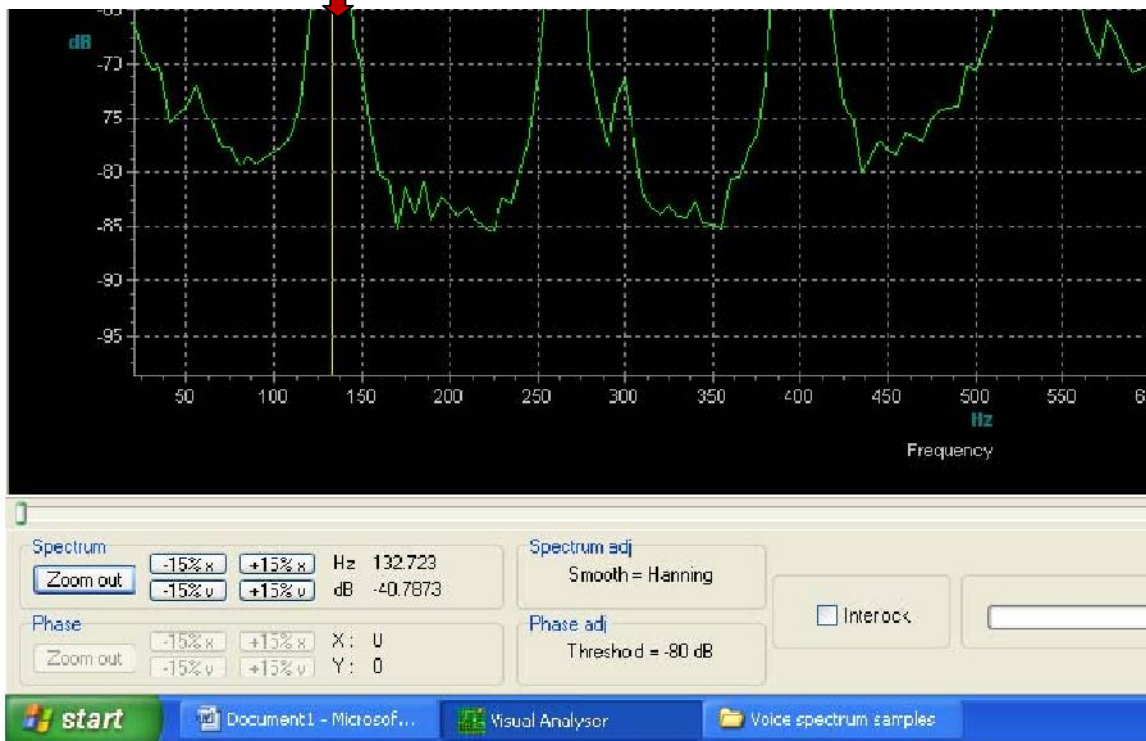 dB
-70
75
-80
-85
-90
-95
50 100 150 200 250 300 350 400 450 500 550 6
Hz
Frequency
Spectrum
Zoom out -15% x +15% x Hz 132.723
-15% y +15% y dB -40.7873
Spectrum adj
Smooth = Hanning
Phase
Zoom out -15% x +15% x X: 0
-15% y +15% y Y: 0
Phase adj
Threshold = -80 dB
Interlock
start Document1 - Microsof... Visual Analyser Voice spectrum samples